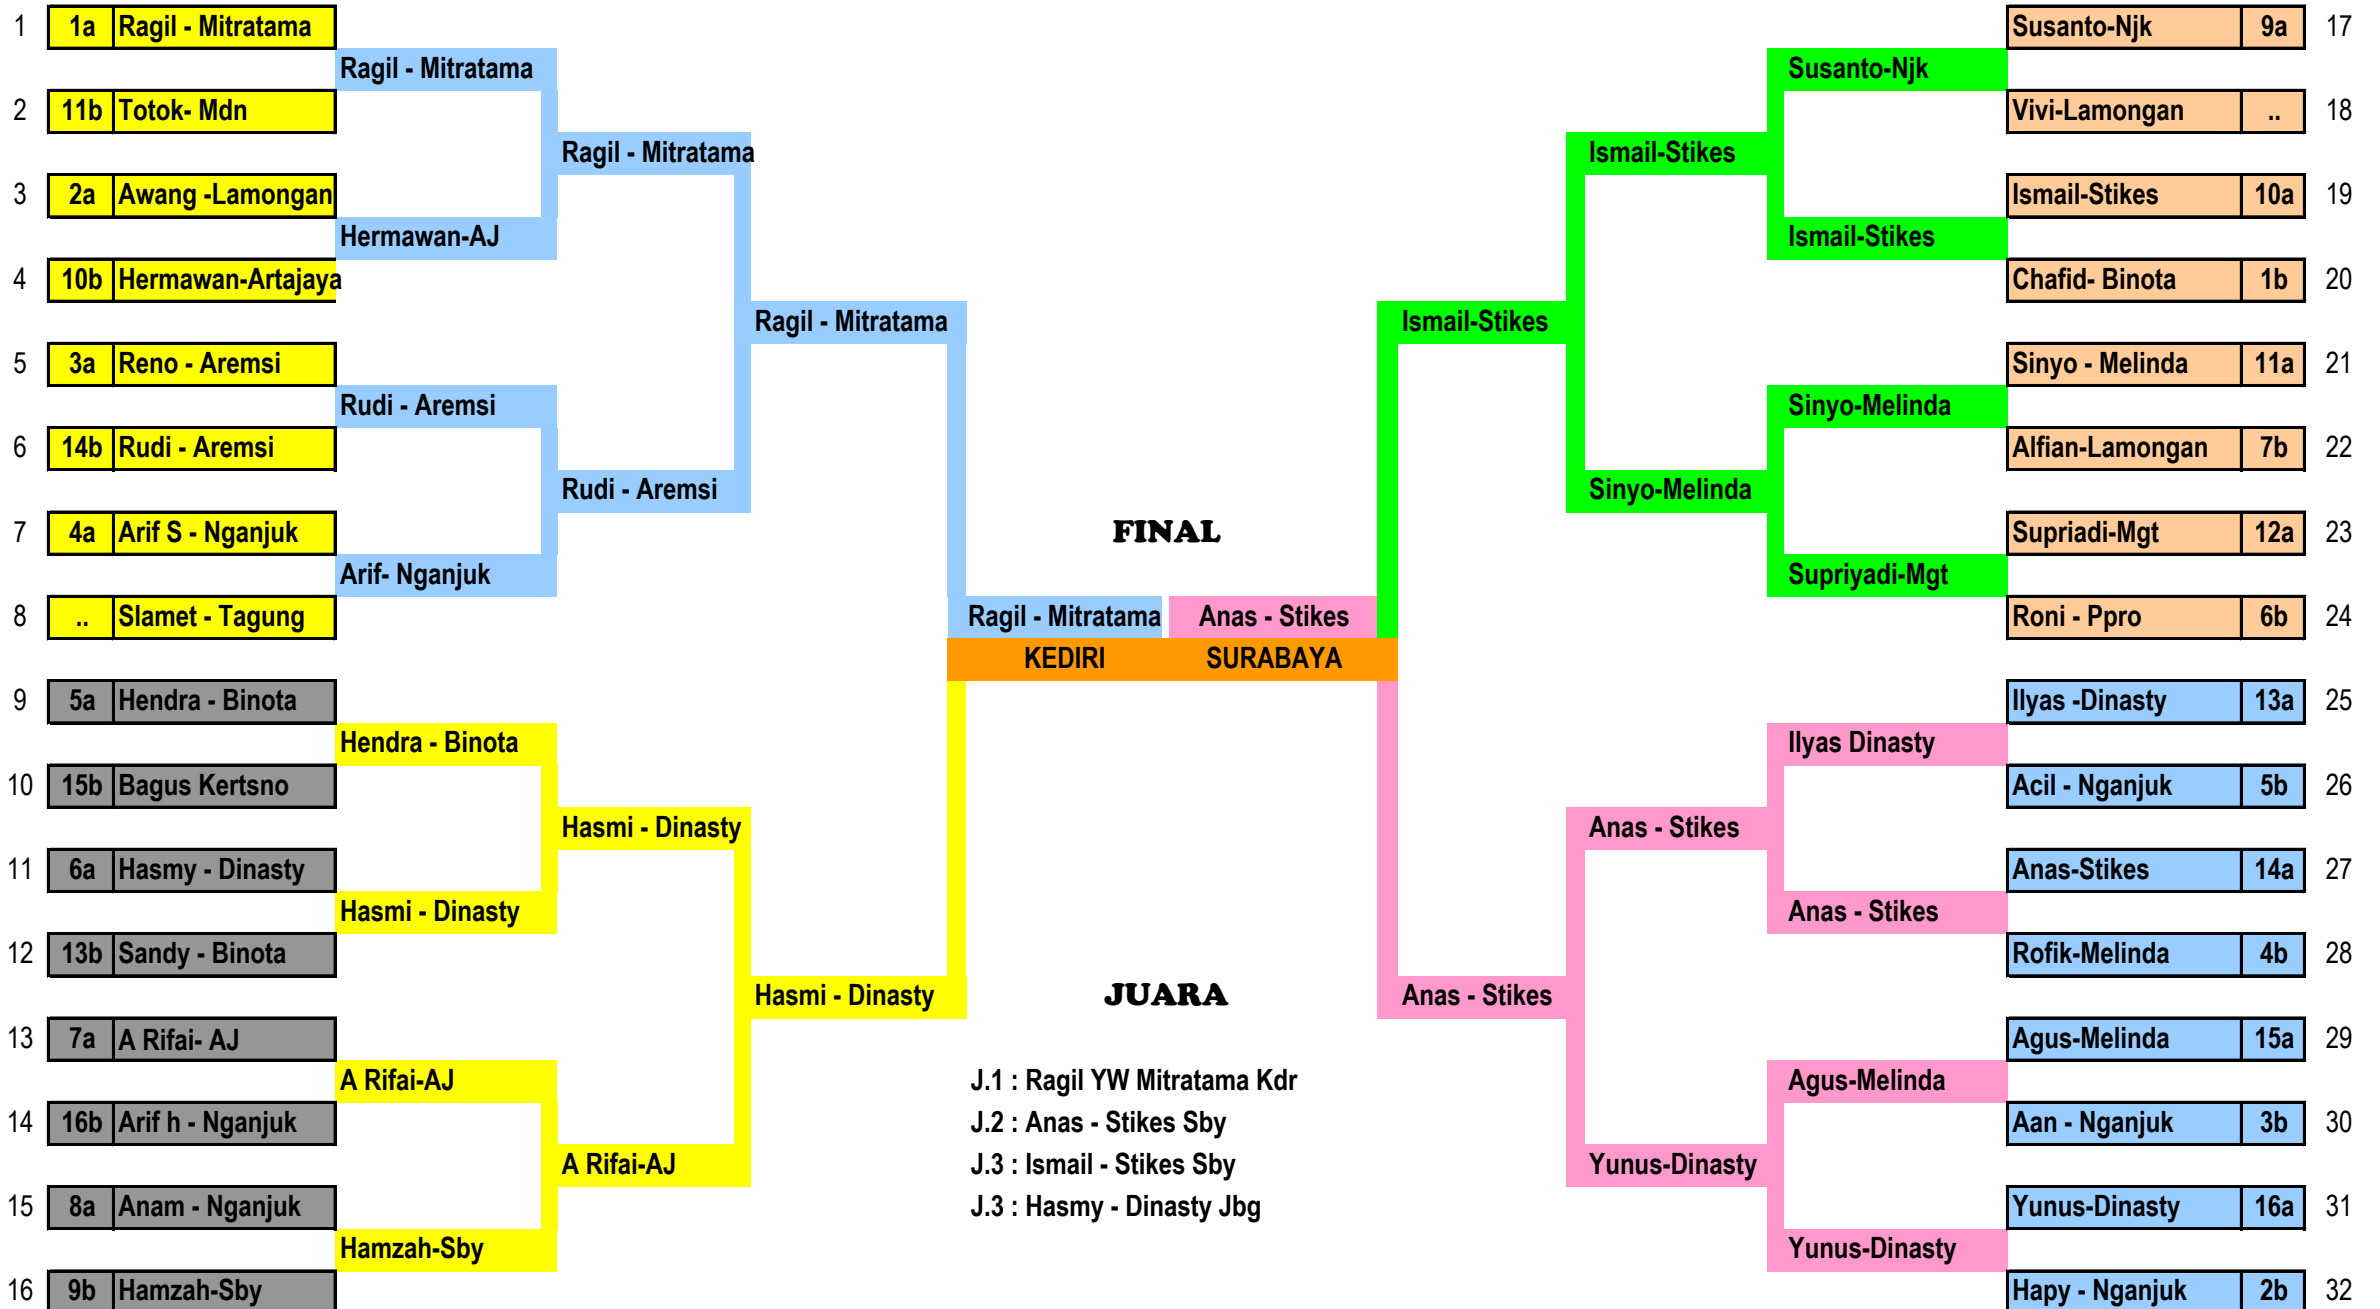 1 1a Ragil - Mitratama Susanto-Njk 9a 17
Ragil - Mitratama Susanto-Njk
2 11b Totok- Mdn Vivi-Lamongan .. 18
Ragil - Mitratama Ismail-Stikes
3 2a Awang -Lamongan Ismail-Stikes 10a 19
Hermawan-AJ Ismail-Stikes
4 10b Hermawan-Artajaya Chafid- Binota 1b 20
Ragil - Mitratama Ismail-Stikes
5 3a Reno - Aremsi Sinyo - Melinda 11a 21
Rudi - Aremsi Sinyo-Melinda
6 14b Rudi - Aremsi Alfian-Lamongan 7b 22
Rudi - Aremsi Sinyo-Melinda
7 4a Arif S - Nganjuk FINAL Supriadi-Mgt 12a 23
Arif- Nganjuk Supriyadi-Mgt
8 .. Slamet - Tagung Ragil - Mitratama Anas - Stikes Roni - Ppro 6b 24
KEDIRI SURABAYA
9 5a Hendra - Binota Ilyas -Dinasty 13a 25
Hendra - Binota Ilyas Dinasty
10 15b Bagus Kertsno Acil - Nganjuk 5b 26
Hasmi - Dinasty Anas - Stikes
11 6a Hasmy - Dinasty Anas-Stikes 14a 27
Hasmi - Dinasty Anas - Stikes
12 13b Sandy - Binota Rofik-Melinda 4b 28
Hasmi - Dinasty JUARA Anas - Stikes
13 7a A Rifai- AJ Agus-Melinda 15a 29
A Rifai-AJ J.1 : Ragil YW Mitratama Kdr Agus-Melinda
14 16b Arif h - Nganjuk J.2 : Anas - Stikes Sby Aan - Nganjuk 3b 30
A Rifai-AJ J.3 : Ismail - Stikes Sby Yunus-Dinasty
15 8a Anam - Nganjuk J.3 : Hasmy - Dinasty Jbg Yunus-Dinasty 16a 31
Hamzah-Sby Yunus-Dinasty
16 9b Hamzah-Sby Hapy - Nganjuk 2b 32